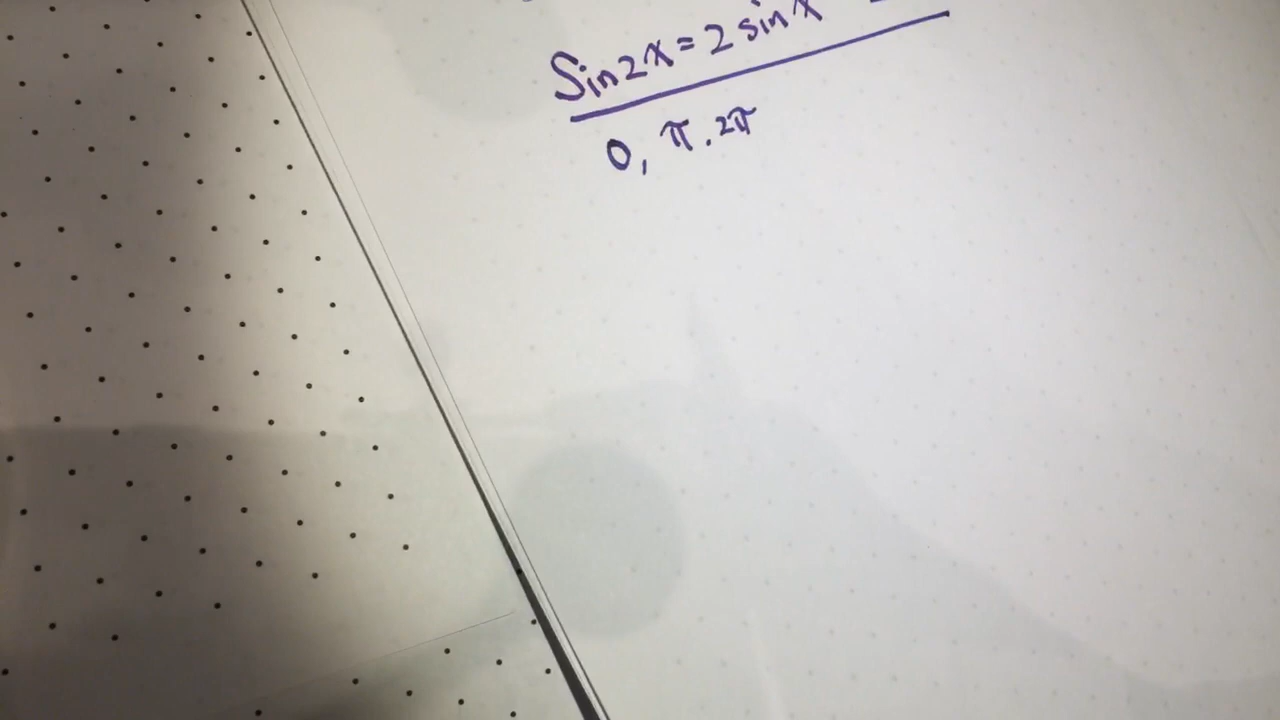 Sin2x = 2 sin x
0, π, 2π